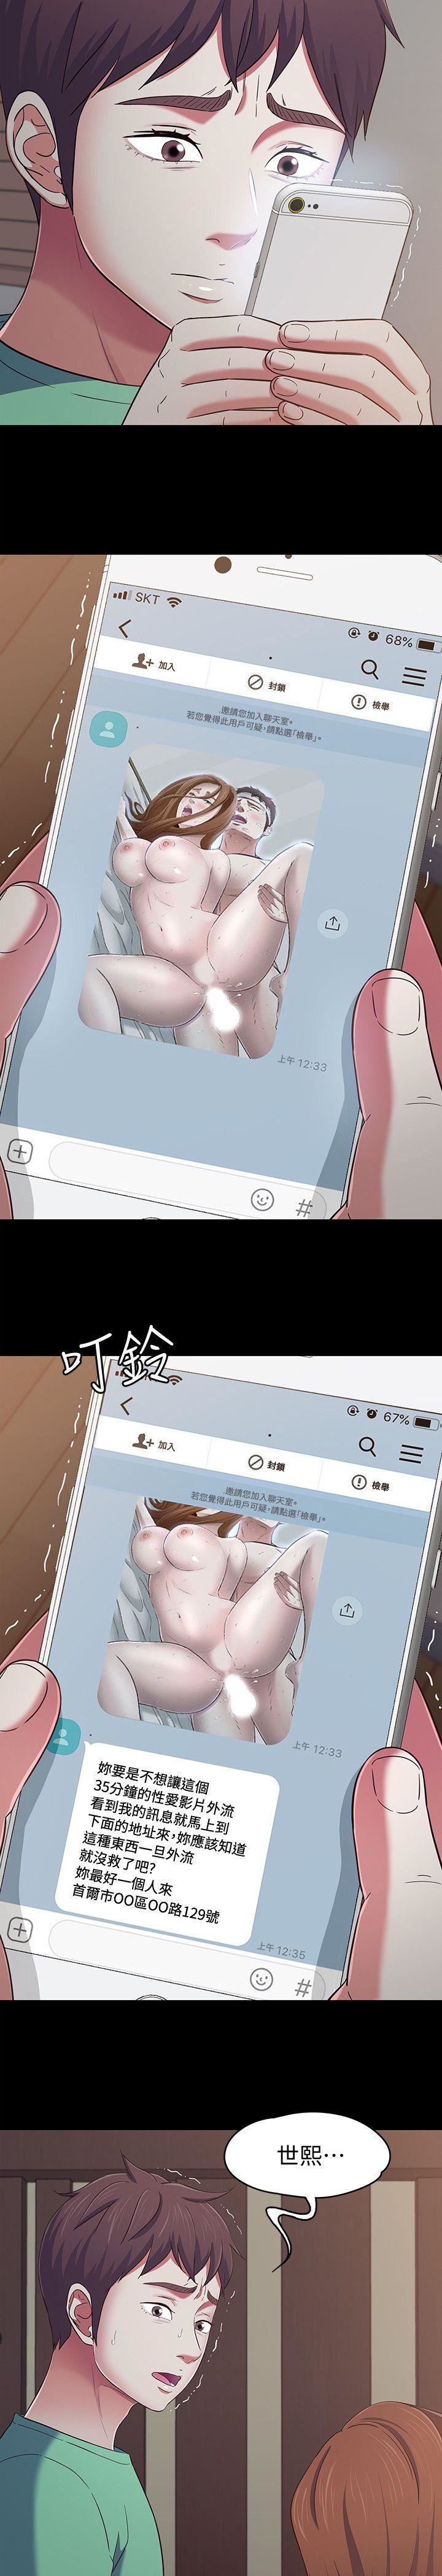 SKT
68%
加入
封鎖
檢舉
邀請您加入聊天室。
若您覺得此用戶可疑，請點選「檢舉」。
上午 12:33
#
叮鈴
67%
加入
封鎖
檢舉
邀請您加入聊天室。
若您覺得此用戶可疑，請點選「檢舉」。
上午 12:33
妳要是不想讓這個
35分鐘的性愛影片外流
看到我的訊息就馬上到
下面的地址來，妳應該知道
這種東西一旦外流
就沒救了吧?
妳最好一個人來
首爾市OO區OO路129號
上午 12:35
#
世熙⋯